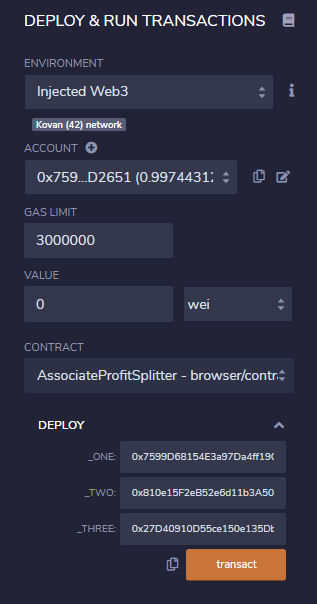 DEPLOY & RUN TRANSACTIONS
ENVIRONMENT
Injected Web3
Kovan (42) network
ACCOUNT
0x759...D2651 (0.99744312
GAS LIMIT
3000000
VALUE
0 wei
CONTRACT
AssociateProfitSplitter - browser/contra
DEPLOY
_ONE: 0x7599D68154E3a97Da4ff190
_TWO: 0x810e15F2eB52e6d11b3A50
_THREE: 0x27D40910D55ce150e135Db
transact